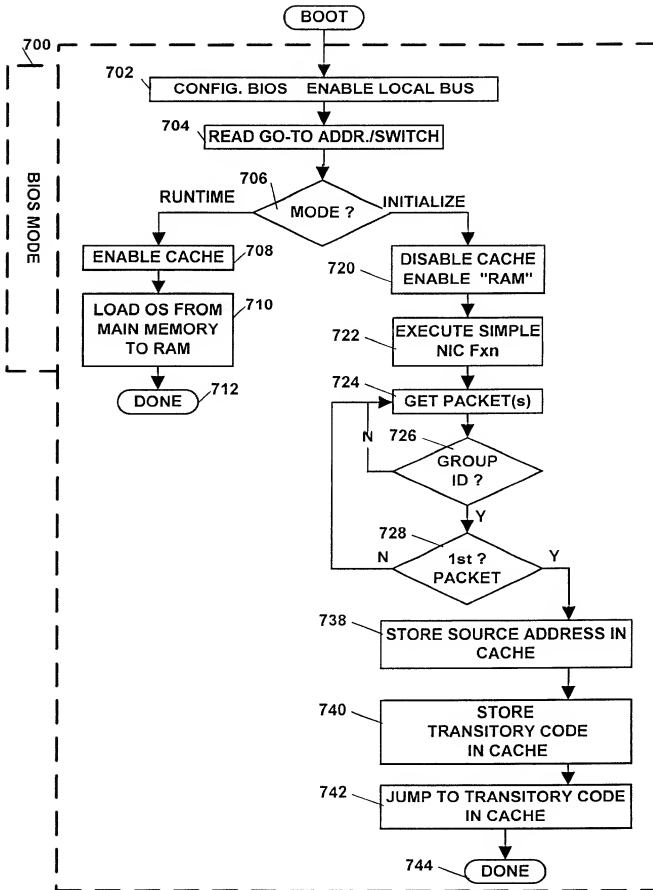 BOOT
700
702
CONFIG. BIOS ENABLE LOCAL BUS
704
READ GO-TO ADDR./SWITCH
BIOS MODE
706
RUNTIME
MODE ?
INITIALIZE
ENABLE CACHE
708
LOAD OS FROM
MAIN MEMORY
TO RAM
710
DONE
712
720
DISABLE CACHE
ENABLE "RAM"
722
EXECUTE SIMPLE
NIC Fxn
724
GET PACKET(s)
726
N
GROUP
ID ?
Y
728
N
1st ?
PACKET
Y
738
STORE SOURCE ADDRESS IN
CACHE
740
STORE
TRANSITORY CODE
IN CACHE
742
JUMP TO TRANSITORY CODE
IN CACHE
744
DONE